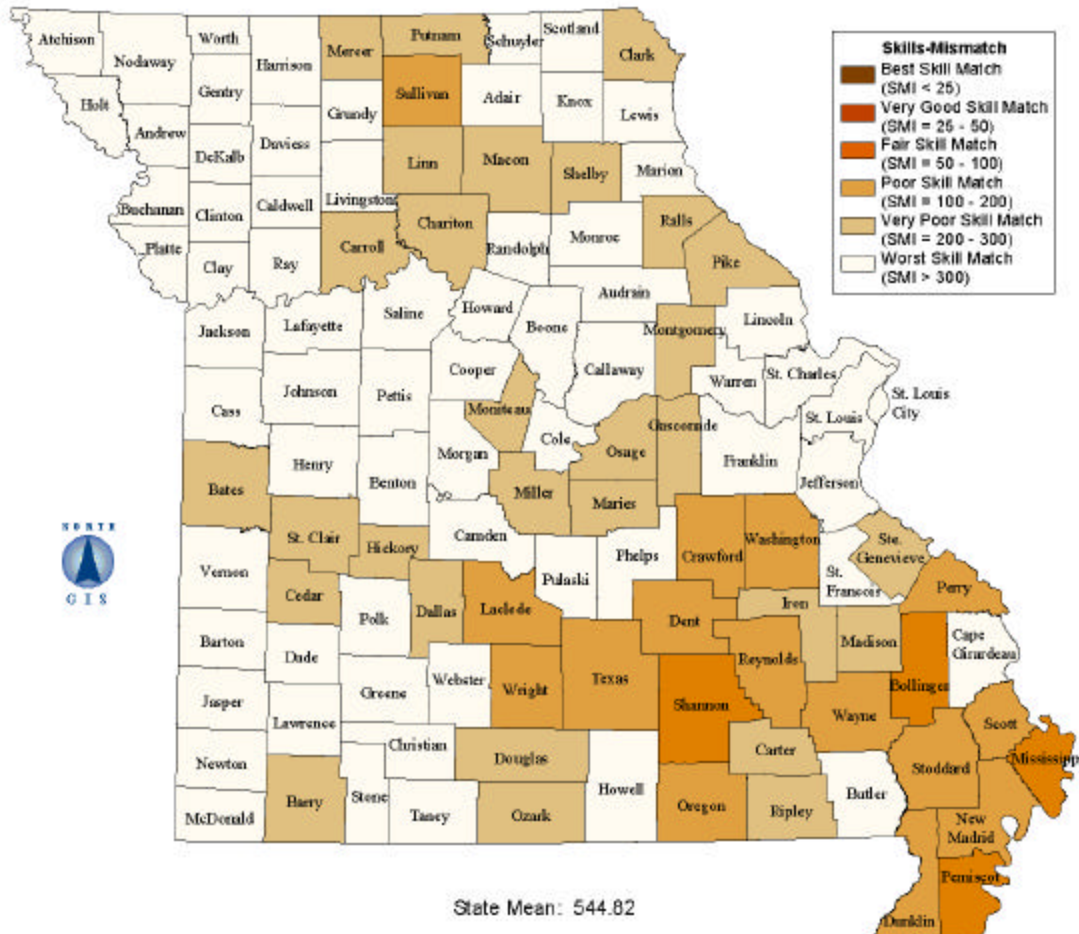 Skills-Mismatch
Best Skill Match
(SMI < 25)
Very Good Skill Match
(SMI = 25 - 50)
Fair Skill Match
(SMI = 50 - 100)
Poor Skill Match
(SMI = 100 - 200)
Very Poor Skill Match
(SMI = 200 - 300)
Worst Skill Match
(SMI > 300)
Atchison
Nodaway
Worth
Harrison
Mercer
Putnam
Schuyler
Scotland
Clark
Holt
Gentry
Grundy
Sullivan
Adair
Knox
Lewis
Andrew
DeKalb
Daviess
Linn
Macon
Shelby
Marion
Buchanan
Clinton
Caldwell
Livingston
Chariton
Ralls
Platte
Clay
Ray
Carroll
Randolph
Monroe
Pike
Audrain
Jackson
Lafayette
Saline
Howard
Boone
Callaway
Montgomery
Lincoln
Cass
Johnson
Pettis
Cooper
Moniteau
Warren
St. Charles
St. Louis
City
St. Louis
Cole
Osage
Gasconade
Franklin
Jefferson
Bates
Henry
Benton
Morgan
Miller
Maries
St. Clair
Hickory
Camden
Pulaski
Phelps
Crawford
Washington
Ste.
Genevieve
St.
Francois
NORTH
GIS
Vernon
Cedar
Polk
Dallas
Laclede
Dent
Iron
Madison
Perry
Barton
Dade
Greene
Webster
Wright
Texas
Shannon
Reynolds
Wayne
Bollinger
Cape
Girardeau
Jasper
Lawrence
Christian
Douglas
Carter
Stoddard
Scott
Mississipp
Newton
Barry
Stone
Taney
Ozark
Howell
Oregon
Ripley
Butler
New
Madrid
McDonald
Pemiscot
Dunklin
State Mean: 544.82